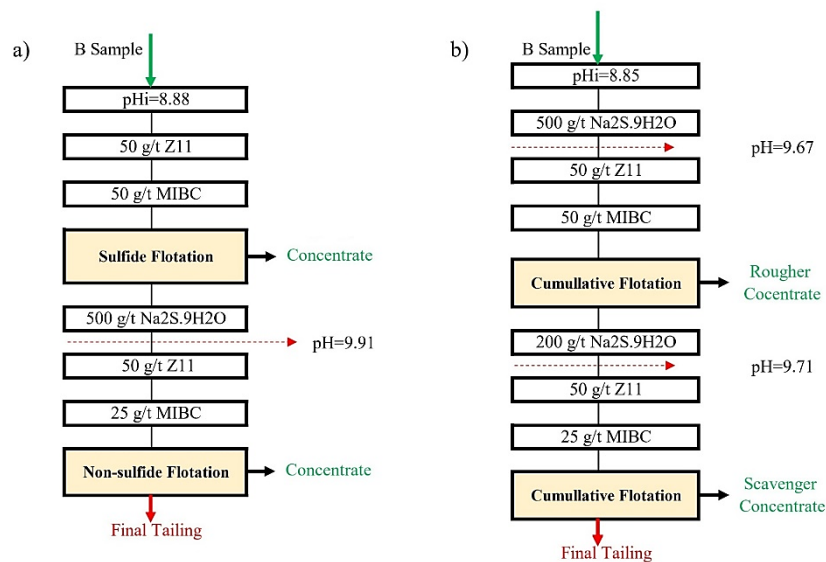 a)
B Sample
pHi=8.88
50 g/t Z11
50 g/t MIBC
Sulfide Flotation
Concentrate
500 g/t Na2S.9H2O
pH=9.91
50 g/t Z11
25 g/t MIBC
Non-sulfide Flotation
Concentrate
Final Tailing
b)
B Sample
pHi=8.85
500 g/t Na2S.9H2O
pH=9.67
50 g/t Z11
50 g/t MIBC
Cumullative Flotation
Rougher
Cocentrate
200 g/t Na2S.9H2O
pH=9.71
50 g/t Z11
25 g/t MIBC
Cumullative Flotation
Scavenger
Concentrate
Final Tailing